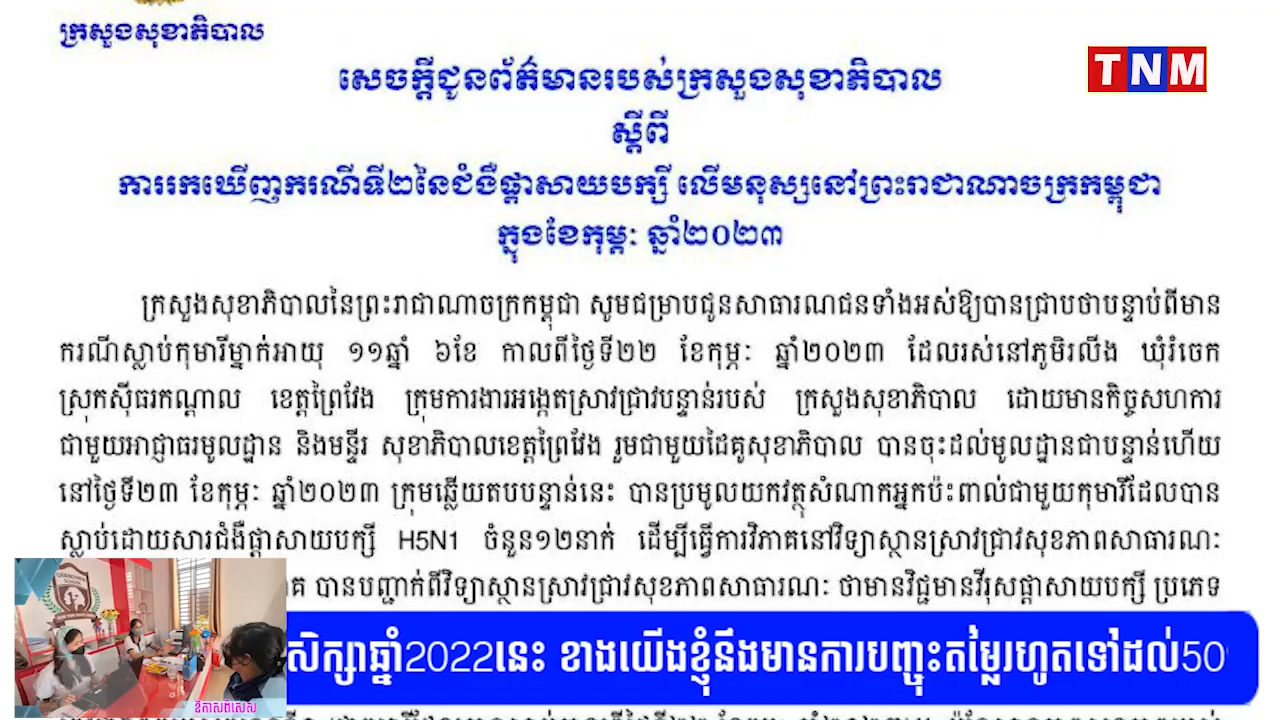 ក្រសួងសុខាភិបាល
TNM
សេចក្តីជូនព័ត៌មានរបស់ក្រសួងសុខាភិបាល
ស្តីពី
ការរកឃើញករណីទី២នៃជំងឺផ្តាសាយបក្សី លើមនុស្សនៅព្រះរាជាណាចក្រកម្ពុជា
ក្នុងខែកុម្ភៈ ឆ្នាំ២០២៣
ក្រសួងសុខាភិបាលនៃព្រះរាជាណាចក្រកម្ពុជា សូមជម្រាបជូនសាធារណជនទាំងអស់ឱ្យបានជ្រាបថាបន្ទាប់ពីមាន
ករណីស្លាប់កុមារីម្នាក់អាយុ ១១ឆ្នាំ ៦ខែ កាលពីថ្ងៃទី២២ ខែកុម្ភៈ ឆ្នាំ២០២៣ ដែលរស់នៅភូមិរលីង ឃុំរំចេក
ស្រុកស៊ីធរកណ្តាល ខេត្តព្រៃវែង ក្រុមការងារអង្កេតស្រាវជ្រាវបន្ទាន់របស់ ក្រសួងសុខាភិបាល ដោយមានកិច្ចសហការ
ជាមួយអាជ្ញាធរមូលដ្ឋាន និងមន្ទីរ សុខាភិបាលខេត្តព្រៃវែង រួមជាមួយដៃគូសុខាភិបាល បានចុះដល់មូលដ្ឋានជាបន្ទាន់ហើយ
នៅថ្ងៃទី២៣ ខែកុម្ភៈ ឆ្នាំ២០២៣ ក្រុមឆ្លើយតបបន្ទាន់នេះ បានប្រមូលយកវត្ថុសំណាកអ្នកប៉ះពាល់ជាមួយកុមារីដែលបាន
ស្លាប់ដោយសារជំងឺផ្តាសាយបក្សី H5N1 ចំនួន១២នាក់ ដើម្បីធ្វើការវិភាគនៅវិទ្យាស្ថានស្រាវជ្រាវសុខភាពសាធារណៈ
គ បានបញ្ជាក់ពីវិទ្យាស្ថានស្រាវជ្រាវសុខភាពសាធារណៈ ថាមានវិជ្ជមានវីរុសផ្តាសាយបក្សី ប្រភេទ
សិក្សាឆ្នាំ2022នេះ ខាងយើងខ្ញុំនឹងមានការបញ្ចុះតម្លៃរហូតទៅដល់50
ឱកាសពិសេស